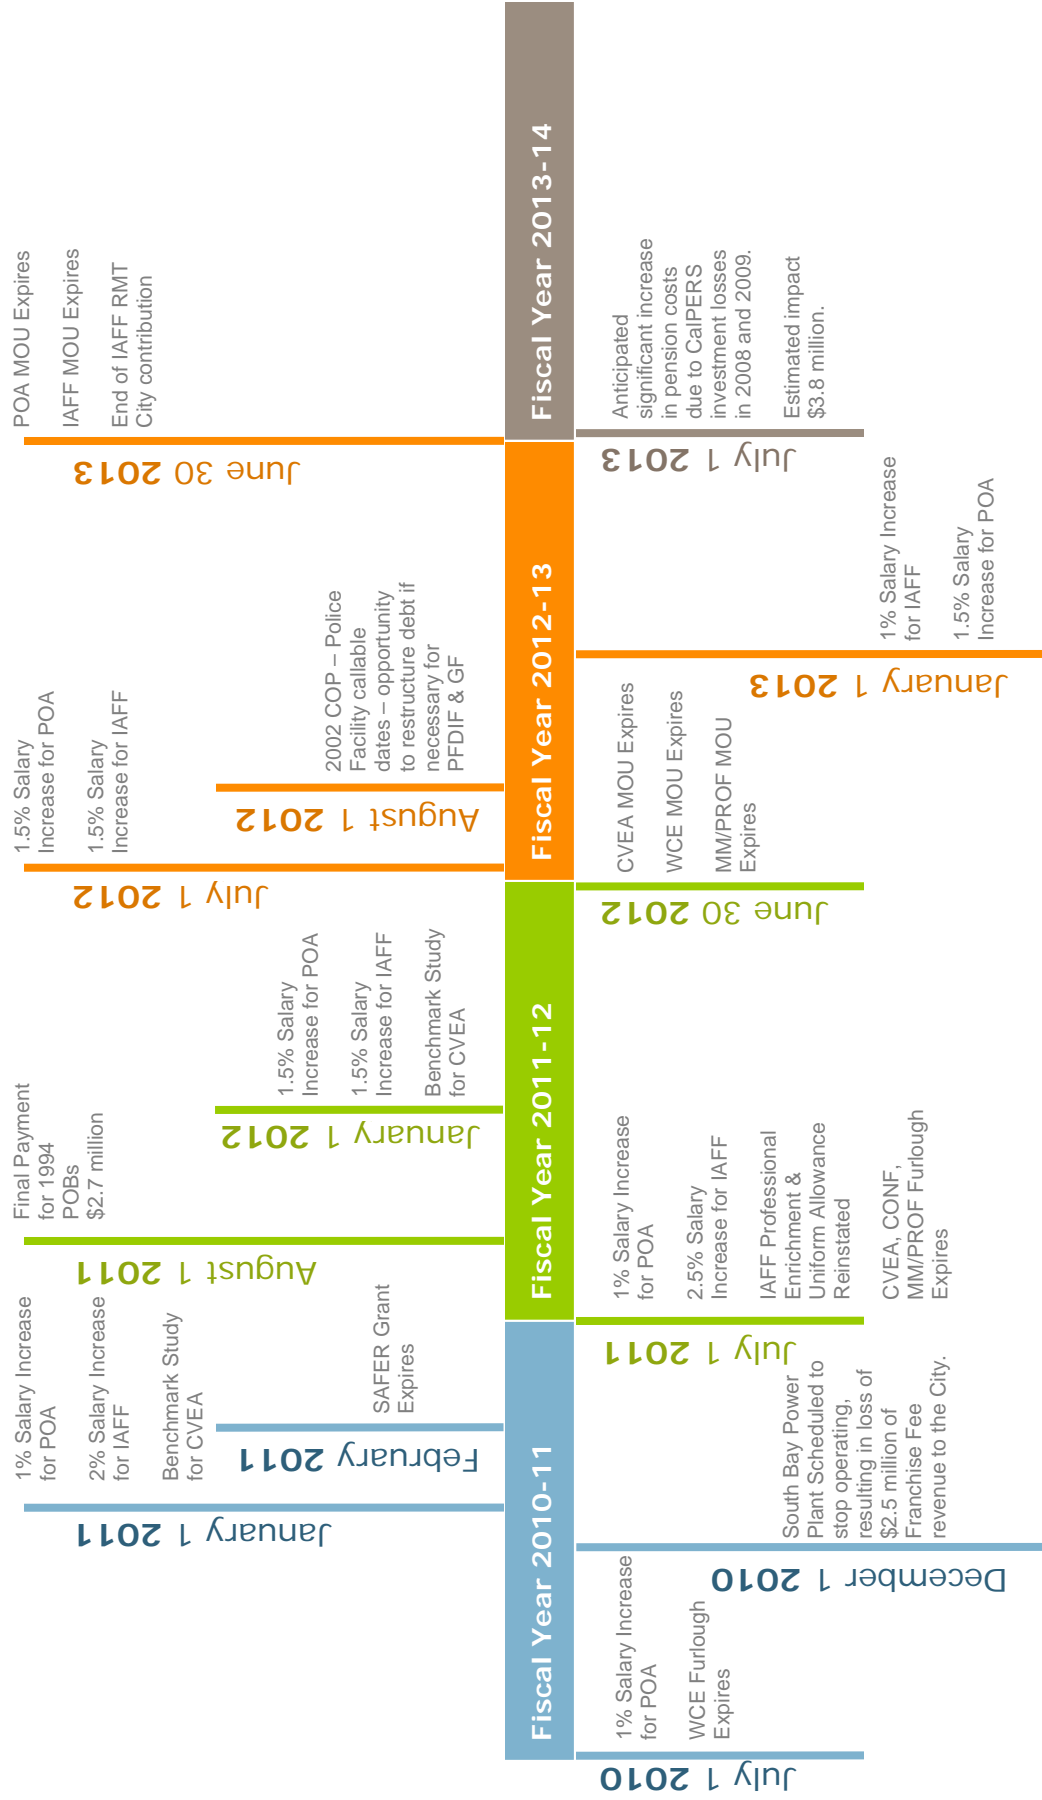 July 1 2010
1% Salary Increase
for POA
WCE Furlough
Expires
December 1 2010
South Bay Power
Plant Scheduled to
stop operating,
resulting in loss of
$2.5 million of
Franchise Fee
revenue to the City.
January 1 2011
1% Salary Increase
for POA
2% Salary Increase
for IAFF
Benchmark Study
for CVEA
February 2011
SAFER Grant
Expires
Fiscal Year 2010-11
July 1 2011
1% Salary Increase
for POA
2.5% Salary
Increase for IAFF
IAFF Professional
Enrichment &
Uniform Allowance
Reinstated
CVEA, CONF,
MM/PROF Furlough
Expires
August 1 2011
Final Payment
for 1994
POBs
$2.7 million
January 1 2012
1.5% Salary
Increase for POA
1.5% Salary
Increase for IAFF
Benchmark Study
for CVEA
Fiscal Year 2011-12
June 30 2012
CVEA MOU Expires
WCE MOU Expires
MM/PROF MOU
Expires
July 1 2012
1.5% Salary
Increase for POA
1.5% Salary
Increase for IAFF
August 1 2012
2002 COP – Police
Facility callable
dates – opportunity
to restructure debt if
necessary for
PFDIF & GF
Fiscal Year 2012-13
January 1 2013
1% Salary Increase
for IAFF
1.5% Salary
Increase for POA
June 30 2013
POA MOU Expires
IAFF MOU Expires
End of IAFF RMT
City contribution
Fiscal Year 2013-14
July 1 2013
Anticipated
significant increase
in pension costs
due to CalPERS
investment losses
in 2008 and 2009.
Estimated impact
$3.8 million.